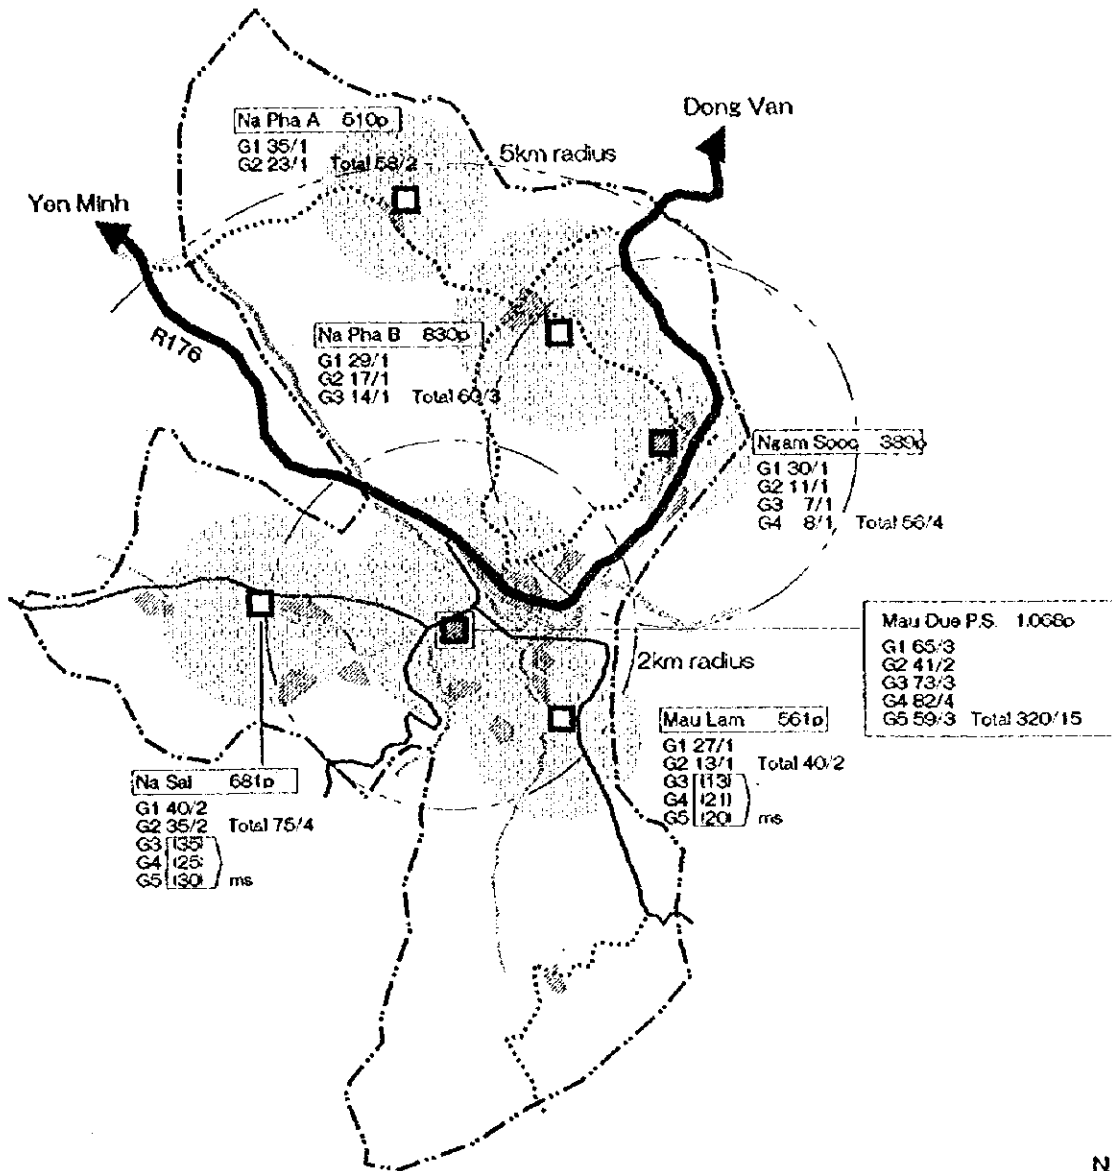 Dong Van
Na Pha A 510p
G1 35/1
G2 23/1 Total 58/2
5km radius
Yen Minh
R176
Na Pha B 830p
G1 29/1
G2 17/1
G3 14/1 Total 60/3
Ngam Sooc 389p
G1 30/1
G2 11/1
G3 7/1
G4 8/1 Total 56/4
Mau Due P.S. 1.068p
G1 65/3
G2 41/2
G3 73/3
G4 82/4
G5 59/3 Total 320/15
2km radius
Mau Lam 561p
G1 27/1
G2 13/1 Total 40/2
G3 (13)
G4 (21)
G5 (20) ms
Na Sai 681p
G1 40/2
G2 35/2 Total 75/4
G3 (35)
G4 (25)
G5 (30) ms
N